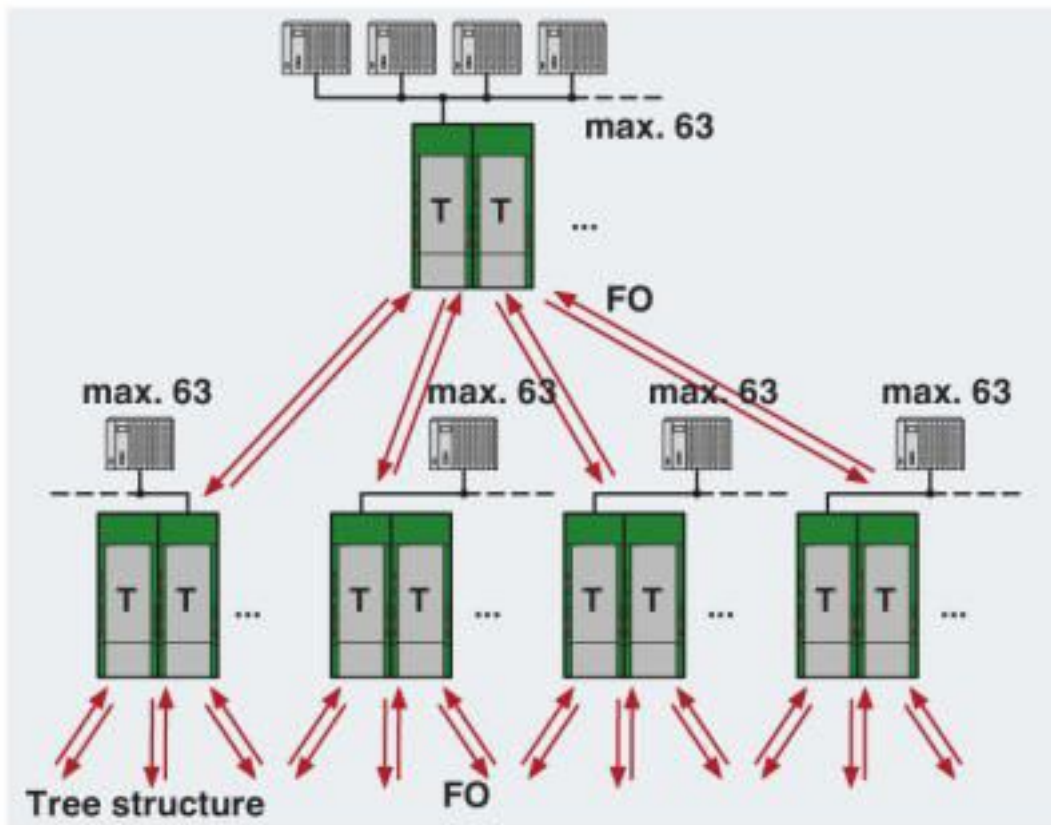 max. 63
T T
...
FO
max. 63 max. 63 max. 63 max. 63
T T ... T T ... T T ... T T ...
Tree structure FO